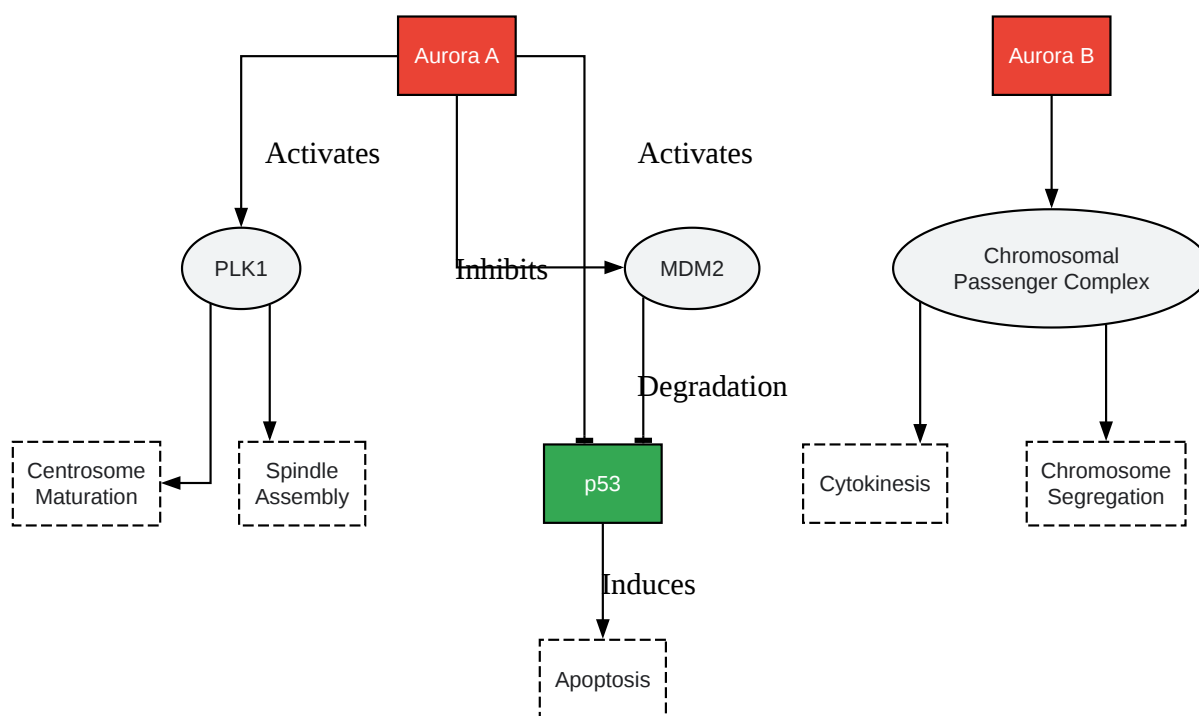 Aurora A
Aurora B
Activates
Activates
PLK1
Inhibits
MDM2
Chromosomal
Passenger Complex
Degradation
Centrosome
Maturation
Spindle
Assembly
p53
Cytokinesis
Chromosome
Segregation
Induces
Apoptosis